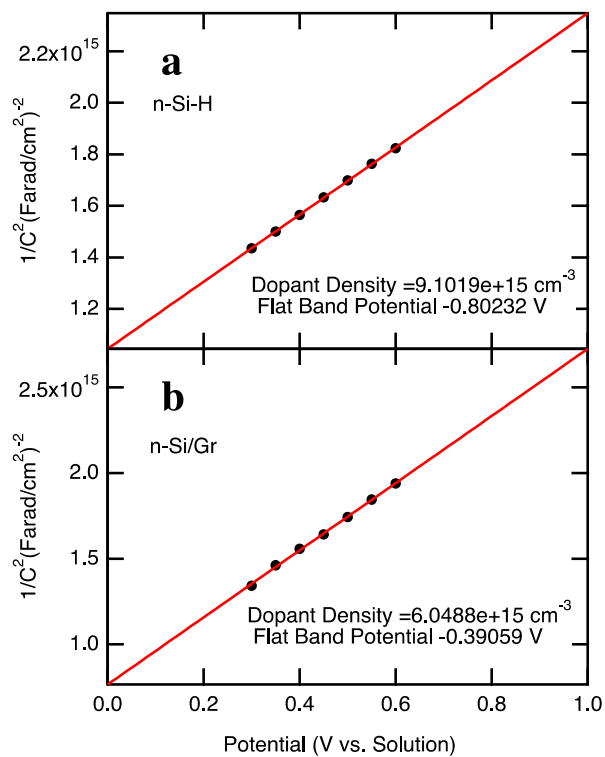 2.2x10^15
a
n-Si-H
2.0
1.8
1.6
1.4
1.2
1/C^2(Farad/cm^2)^-2
Dopant Density =9.1019e+15 cm^-3
Flat Band Potential -0.80232 V
2.5x10^15
b
n-Si/Gr
2.0
1.5
1.0
1/C^2(Farad/cm^2)^-2
Dopant Density =6.0488e+15 cm^-3
Flat Band Potential -0.39059 V
0.0 0.2 0.4 0.6 0.8 1.0
Potential (V vs. Solution)